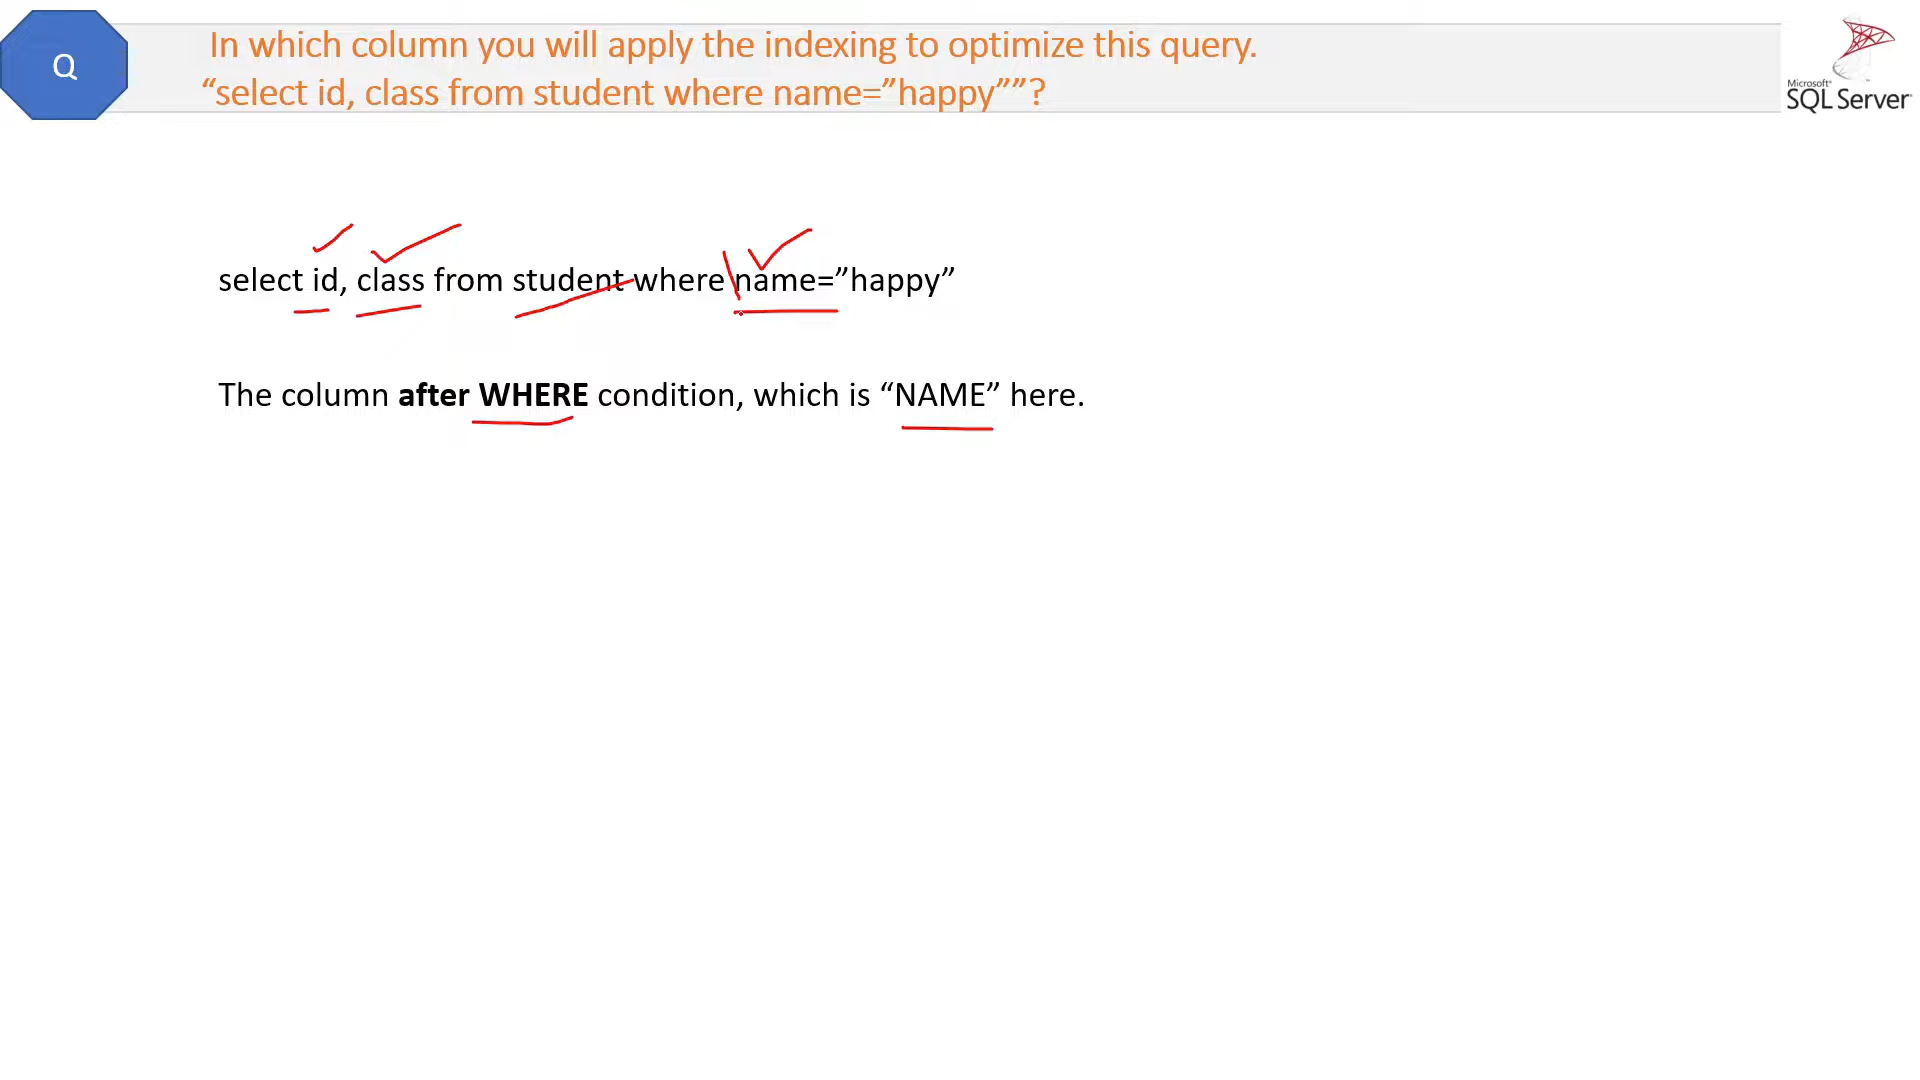 Q
In which column you will apply the indexing to optimize this query.
“select id, class from student where name=”happy””?
Microsoft®
SQL Server®
select id, class from student where name=”happy”
The column after WHERE condition, which is “NAME” here.